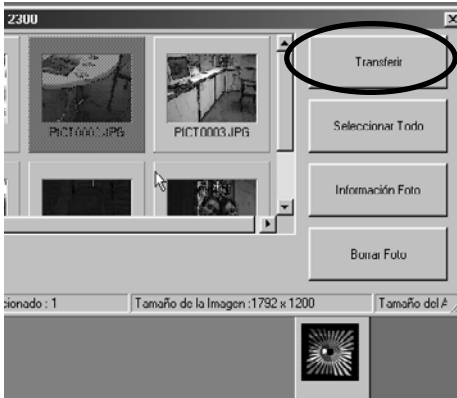 2300
Transferir
PICT0003.JPG
Seleccionar Todo
Información Foto
Borrar Foto
cionado : 1
Tamaño de la Imagen :1792 x 1200
Tamaño del A